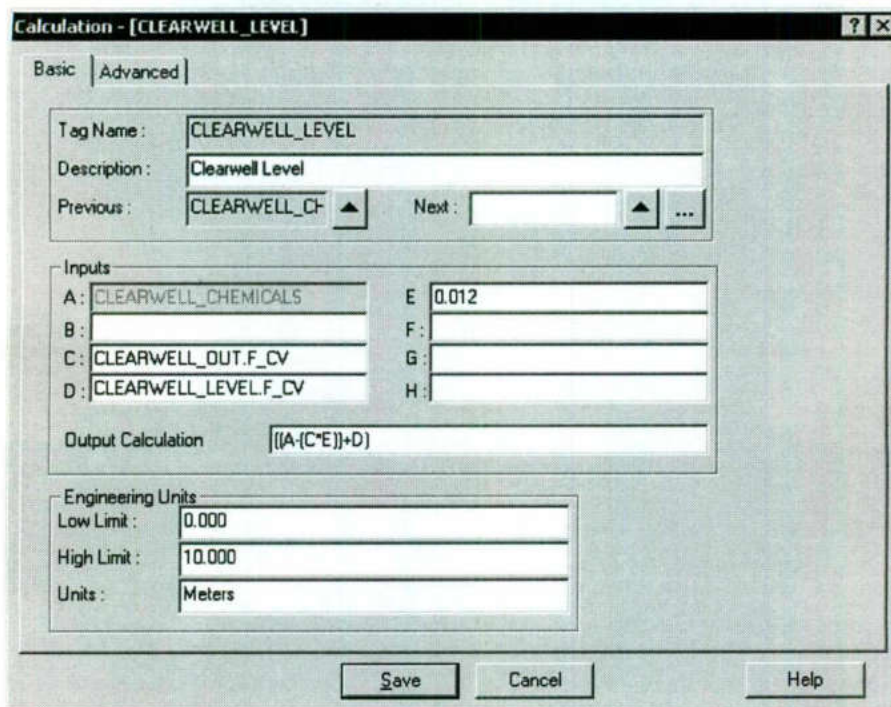 Calculation - [CLEARWELL_LEVEL]
Basic
Advanced
Tag Name :
CLEARWELL_LEVEL
Description :
Clearwell Level
Previous :
CLEARWELL_CH
Next :
...
Inputs
A : CLEARWELL_CHEMICALS
E 0.012
B :
F :
C : CLEARWELL_OUT.F_CV
G :
D : CLEARWELL_LEVEL.F_CV
H :
Output Calculation
((A-(C*E))+D)
Engineering Units
Low Limit :
0.000
High Limit :
10.000
Units :
Meters
Save
Cancel
Help